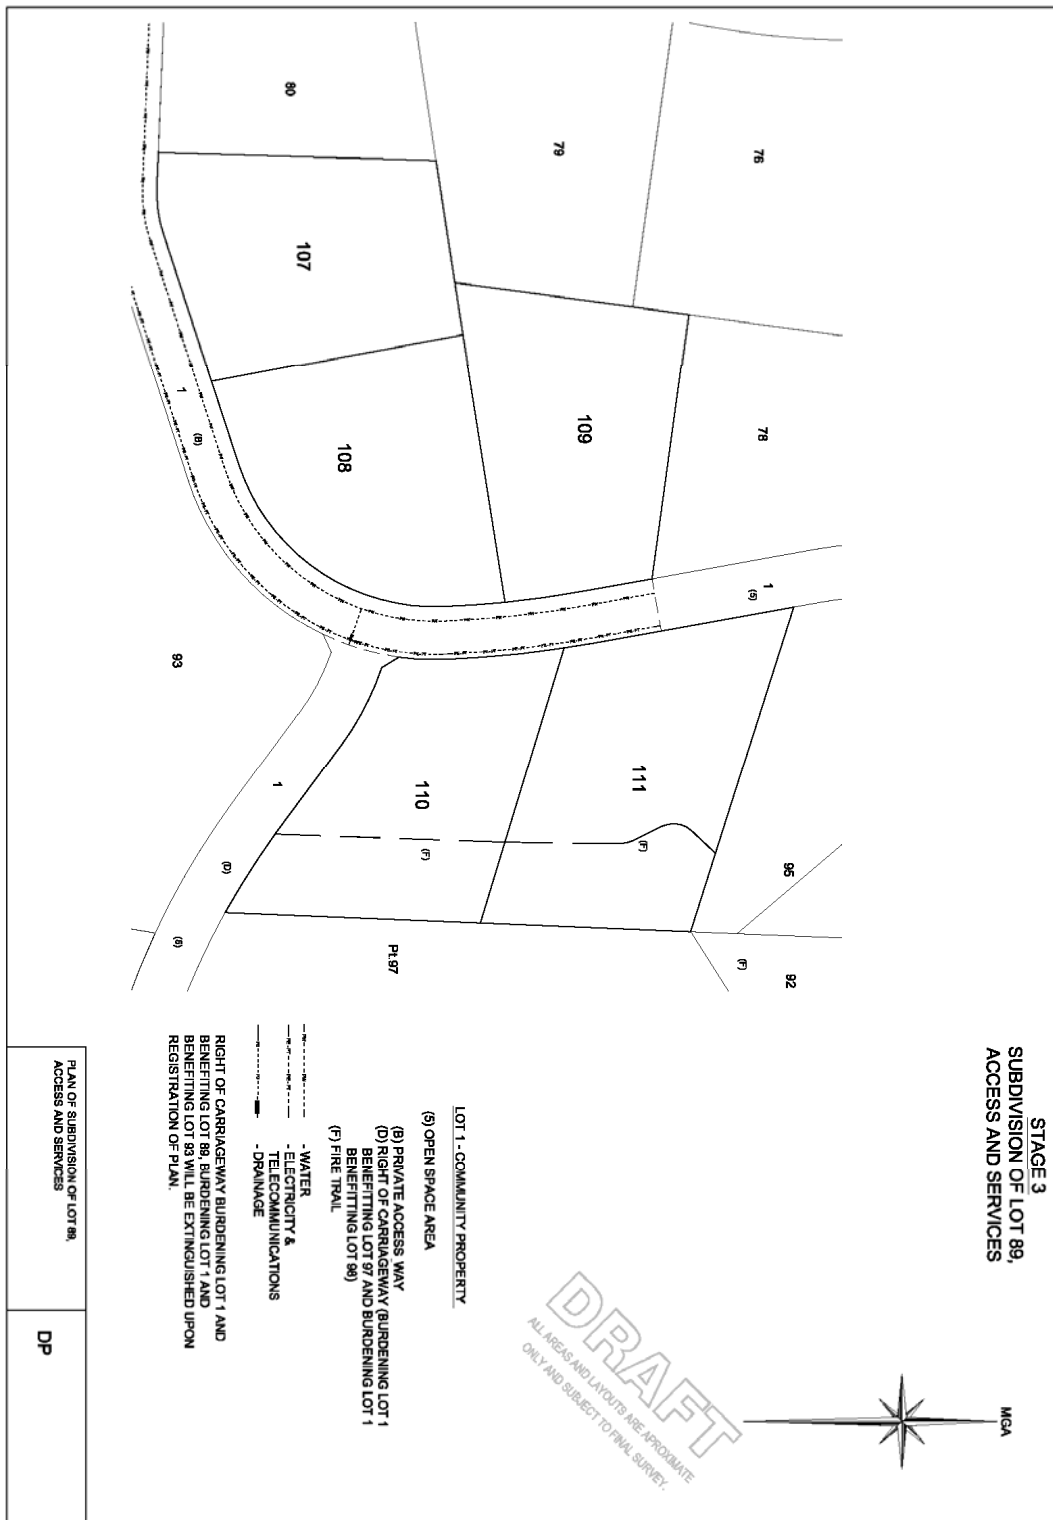 STAGE 3
SUBDIVISION OF LOT 89,
ACCESS AND SERVICES
MGA
76
79
80
78
109
107
108
1
(5)
1
(B)
95
92
(F)
111
(F)
110
(F)
93
1
(D)
(6)
Pt.97
LOT 1 - COMMUNITY PROPERTY
(5) OPEN SPACE AREA
(B) PRIVATE ACCESS WAY
(D) RIGHT OF CARRIAGEWAY (BURDENING LOT 1
BENEFITTING LOT 97 AND BURDENING LOT 1
BENEFITTING LOT 98)
(F) FIRE TRAIL
- WATER
- ELECTRICITY &
TELECOMMUNICATIONS
- DRAINAGE
RIGHT OF CARRIAGEWAY BURDENING LOT 1 AND
BENEFITING LOT 89, BURDENING LOT 1 AND
BENEFITTING LOT 93 WILL BE EXTINGUISHED UPON
REGISTRATION OF PLAN.
DRAFT
ALL AREAS AND LAYOUTS ARE APROXIMATE
ONLY AND SUBJECT TO FINAL SURVEY.
PLAN OF SUBDIVISION OF LOT 89,
ACCESS AND SERVICES
DP